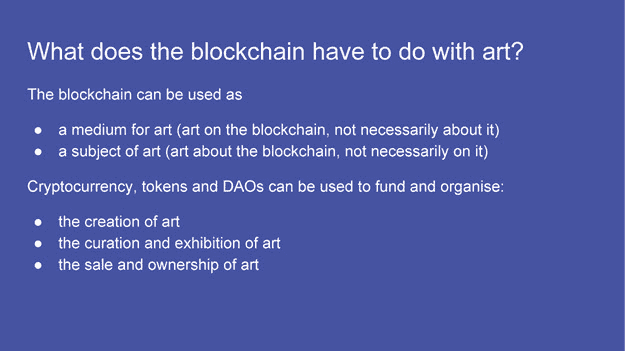 What does the blockchain have to do with art?
The blockchain can be used as
● a medium for art (art on the blockchain, not necessarily about it)
● a subject of art (art about the blockchain, not necessarily on it)
Cryptocurrency, tokens and DAOs can be used to fund and organise:
● the creation of art
● the curation and exhibition of art
● the sale and ownership of art